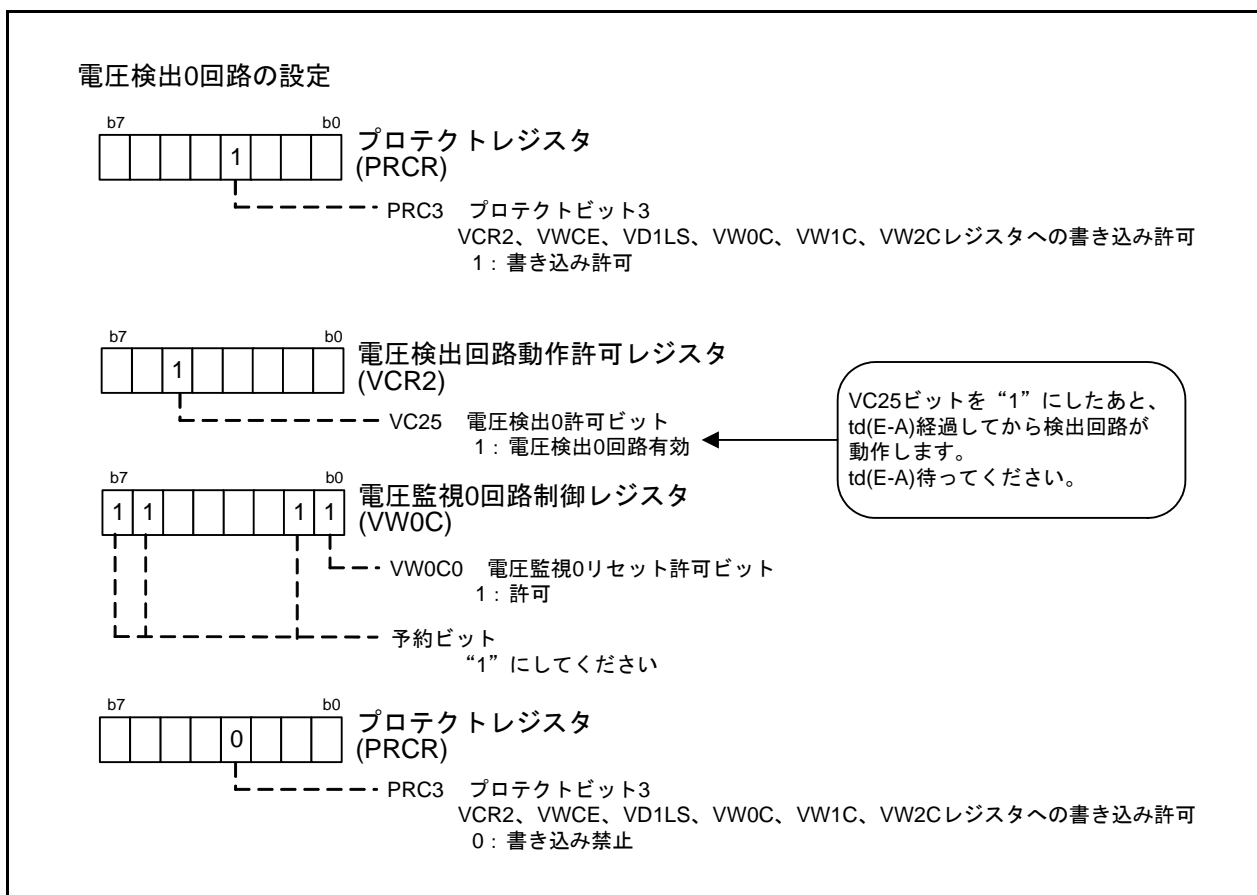 電圧検出0回路の設定
b7 b0
1
プロテクトレジスタ
(PRCR)
PRC3 プロテクトビット3
VCR2、VWCE、VD1LS、VW0C、VW1C、VW2Cレジスタへの書き込み許可
1：書き込み許可
b7 b0
1
電圧検出回路動作許可レジスタ
(VCR2)
VC25 電圧検出0許可ビット
1：電圧検出0回路有効
VC25ビットを“1”にしたあと、
td(E-A)経過してから検出回路が
動作します。
td(E-A)待ってください。
b7 b0
1 1 1 1
電圧監視0回路制御レジスタ
(VW0C)
VW0C0 電圧監視0リセット許可ビット
1：許可
予約ビット
“1”にしてください
b7 b0
0
プロテクトレジスタ
(PRCR)
PRC3 プロテクトビット3
VCR2、VWCE、VD1LS、VW0C、VW1C、VW2Cレジスタへの書き込み許可
0：書き込み禁止